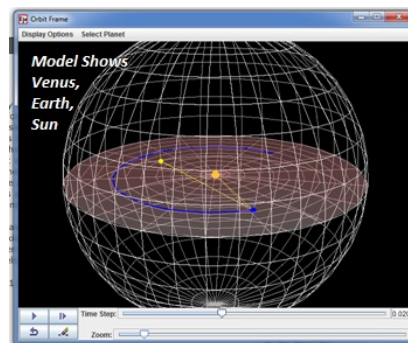 Orbit Frame
Display Options Select Planet
Model Shows
Venus,
Earth,
Sun
Time Step:
Zoom: